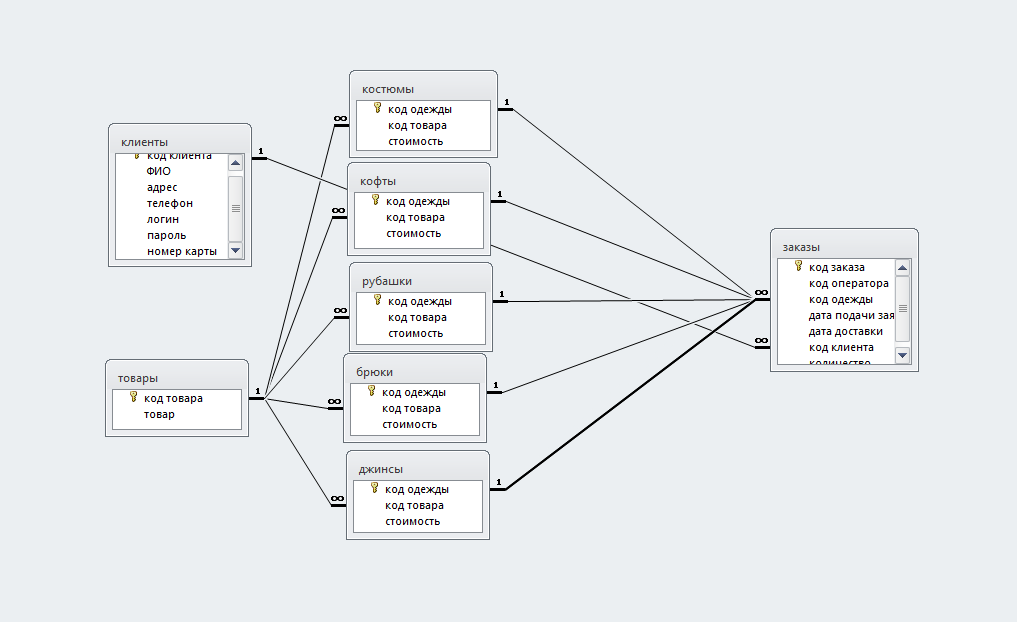 клиенты
код клиента
ФИО
адрес
телефон
логин
пароль
номер карты
1
товары
код товара
товар
1
костюмы
код одежды
код товара
стоимость
∞
1
кофты
код одежды
код товара
стоимость
∞
1
рубашки
код одежды
код товара
стоимость
∞
1
брюки
код одежды
код товара
стоимость
∞
1
джинсы
код одежды
код товара
стоимость
∞
1
заказы
код заказа
код оператора
код одежды
дата подачи зая
дата доставки
код клиента
количество
∞
∞